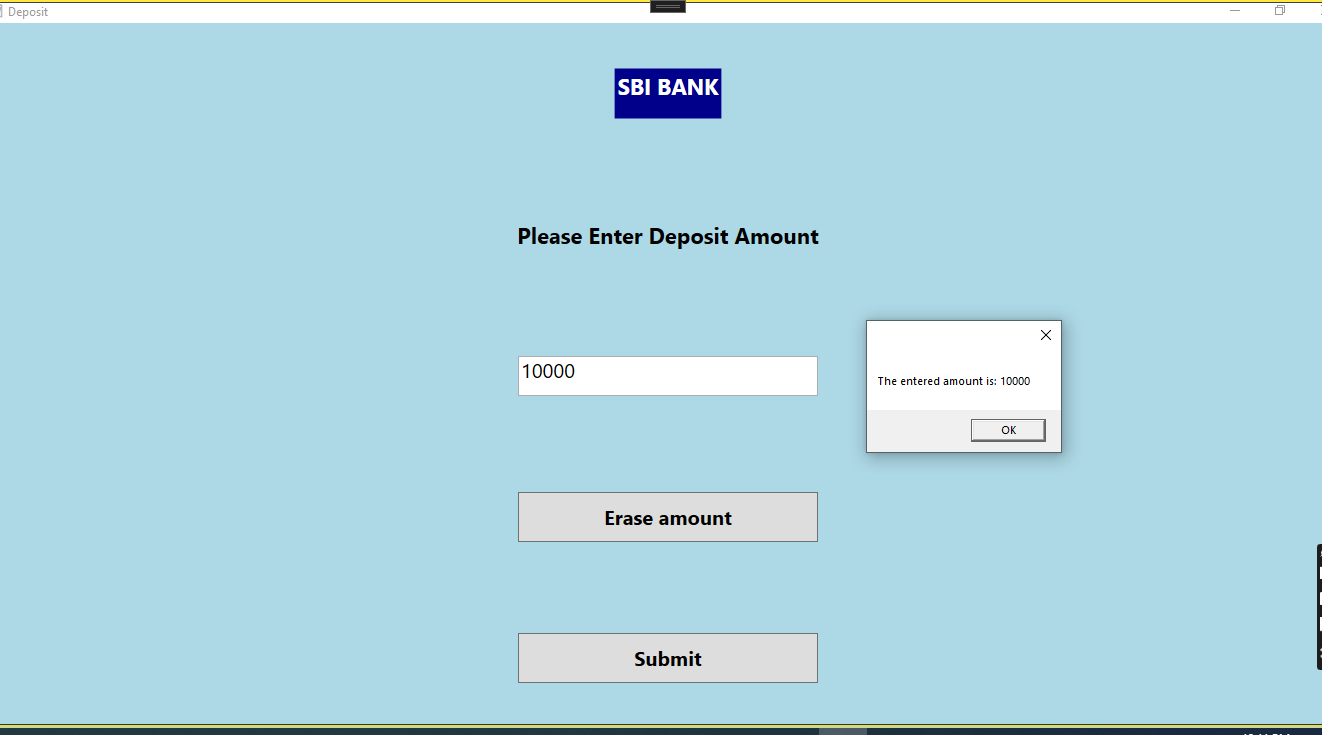 Deposit
SBI BANK
Please Enter Deposit Amount
10000
The entered amount is: 10000
OK
Erase amount
Submit